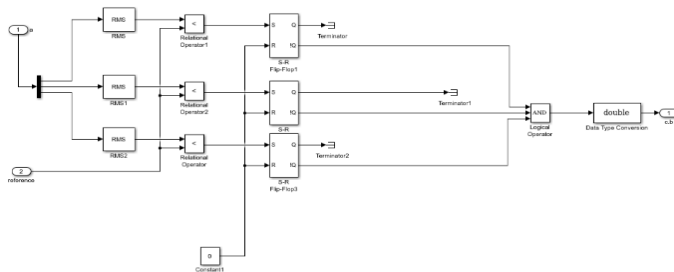 1
a
RMS
RMS
<
Relational
Operator1
S
Q
R
!Q
S-R
Flip-Flop1
Terminator
RMS
RMS1
<
Relational
Operator2
S
Q
R
!Q
S-R
Terminator1
AND
Logical
Operator
double
Data Type Conversion
1
c.b
RMS
RMS2
<
Relational
Operator
S
Q
R
!Q
S-R
Flip-Flop3
Terminator2
2
reference
0
Constant1